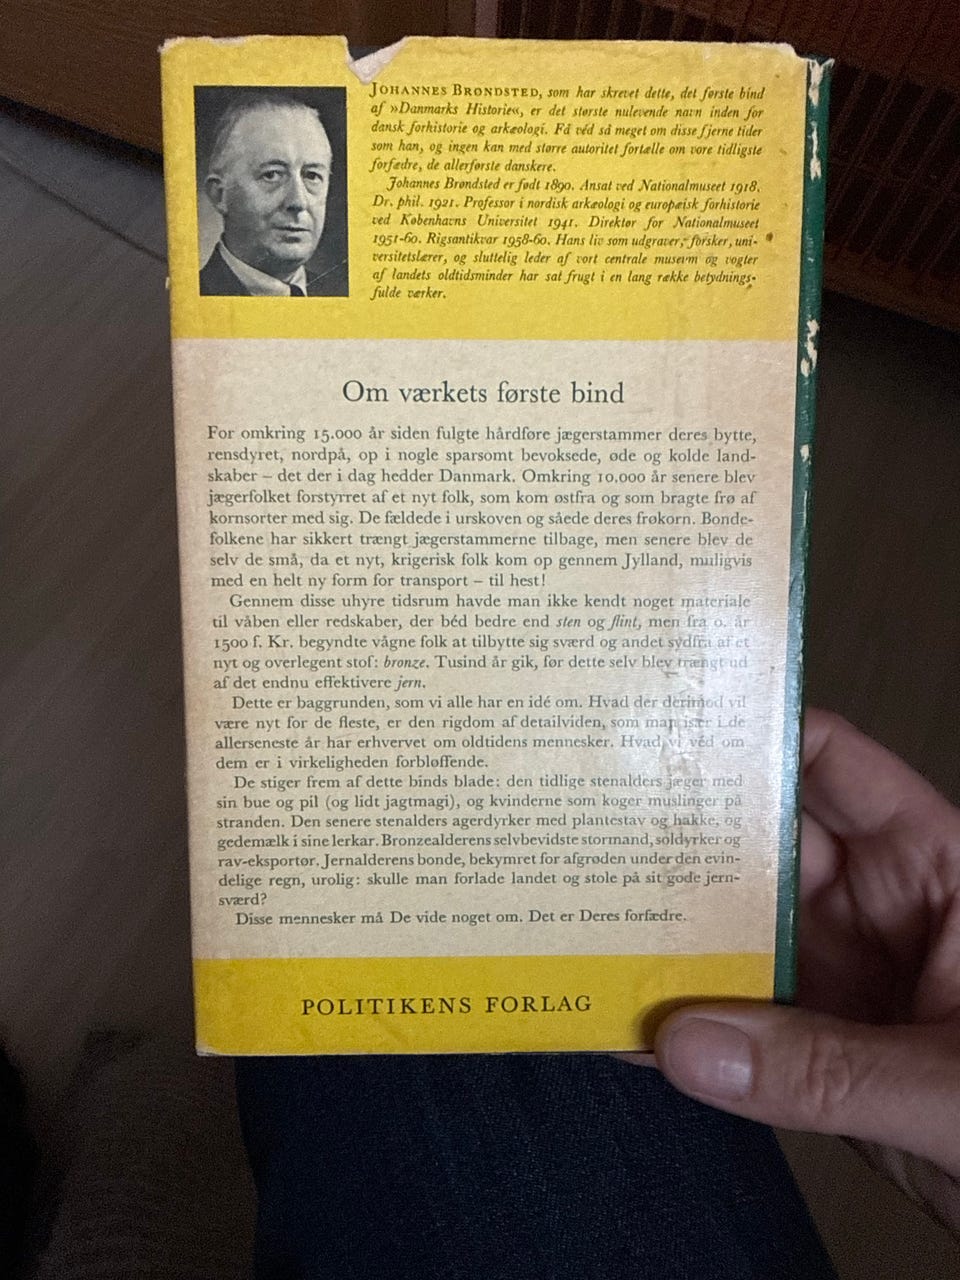 JOHANNES BRØNDSTED, som har skrevet dette, det første bind
af »Danmarks Historie«, er det største nulevende navn inden for
dansk forhistorie og arkæologi. Få véd så meget om disse fjerne tider
som han, og ingen kan med større autoritet fortælle om vore tidligste
forfædre, de allerførste danskere.
Johannes Brøndsted er født 1890. Ansat ved Nationalmuseet 1918.
Dr. phil. 1921. Professor i nordisk arkæologi og europæisk forhistorie
ved Københavns Universitet 1941. Direktør for Nationalmuseet
1951-60. Rigsantikvar 1958-60. Hans liv som udgraver, forsker, uni-
versitetslærer, og sluttelig leder af vort centrale museum og vogter
af landets oldtidsminder har sat frugt i en lang række betydnings-
fulde værker.
Om værkets første bind
For omkring 15.000 år siden fulgte hårdføre jægerstammer deres bytte,
rensdyret, nordpå, op i nogle sparsomt bevoksede, øde og kolde land-
skaber – det der i dag hedder Danmark. Omkring 10.000 år senere blev
jægerfolket forstyrret af et nyt folk, som kom østfra og som bragte frø af
kornsorter med sig. De fældede i urskoven og såede deres frøkorn. Bonde-
folkene har sikkert trængt jægerstammerne tilbage, men senere blev de
selv de små, da et nyt, krigerisk folk kom op gennem Jylland, muligvis
med en helt ny form for transport – til hest!
Gennem disse uhyre tidsrum havde man ikke kendt noget materiale
til våben eller redskaber, der béd bedre end sten og flint, men fra o. år
1500 f. Kr. begyndte vågne folk at tilbytte sig sværd og andet sydfra af et
nyt og overlegent stof: bronze. Tusind år gik, før dette selv blev trængt ud
af det endnu effektivere jern.
Dette er baggrunden, som vi alle har en idé om. Hvad der derimod vil
være nyt for de fleste, er den rigdom af detailviden, som man især i de
allerseneste år har erhvervet om oldtidens mennesker. Hvad vi véd om
dem er i virkeligheden forbløffende.
De stiger frem af dette binds blade: den tidlige stenalders jæger med
sin bue og pil (og lidt jagtmagi), og kvinderne som koger muslinger på
stranden. Den senere stenalders agerdyrker med plantestav og hakke, og
gedemælk i sine lerkar. Bronzealderens selvbevidste stormand, soldyrker og
rav-eksportør. Jernalderens bonde, bekymret for afgrøden under den evin-
delige regn, urolig: skulle man forlade landet og stole på sit gode jern-
sværd?
Disse mennesker må De vide noget om. Det er Deres forfædre.
POLITIKENS FORLAG